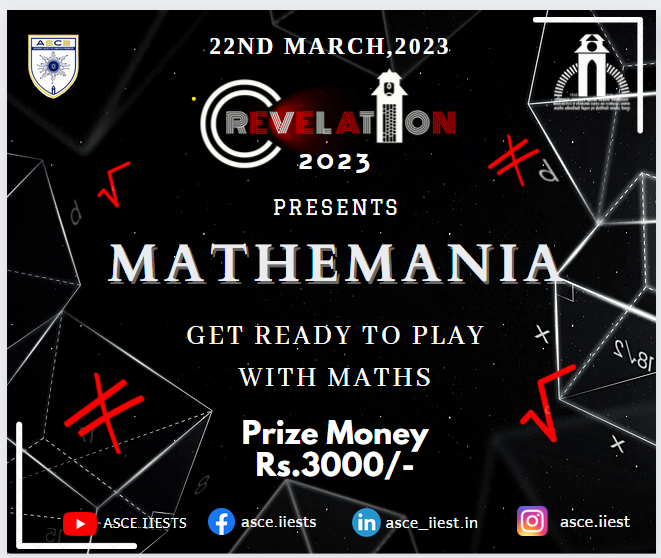 ASCE
22ND MARCH,2023
REVELATION
2023
PRESENTS
MATHEMANIA
GET READY TO PLAY
WITH MATHS
Prize Money
Rs.3000/-
ASCE.IIESTS
asce.iiests
asce_iiest.in
asce.iiest